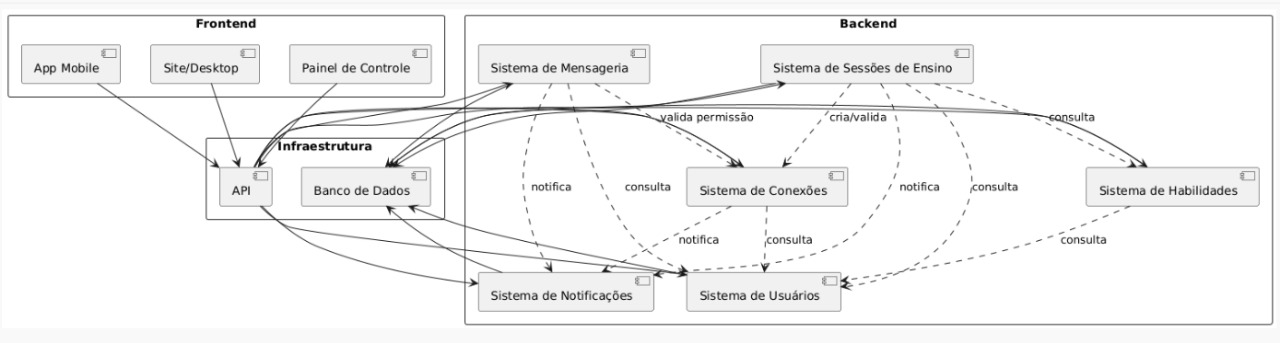 Frontend
Backend
App Mobile
Site/Desktop
Painel de Controle
Sistema de Mensageria
Sistema de Sessões de Ensino
valida permissão
cria/valida
consulta
Infraestrutura
API
Banco de Dados
notifica
consulta
Sistema de Conexões
notifica
consulta
Sistema de Habilidades
notifica
consulta
consulta
Sistema de Notificações
Sistema de Usuários